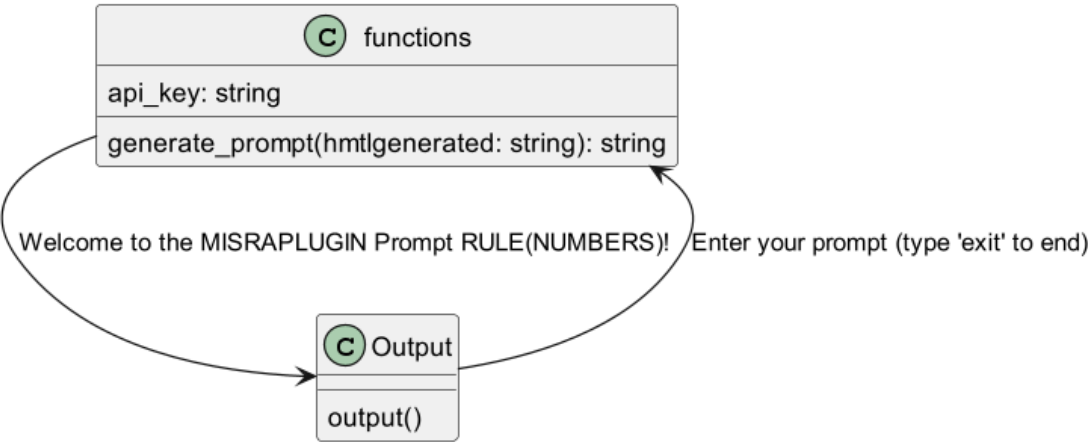 C functions
api_key: string
generate_prompt(hmtlgenerated: string): string
Welcome to the MISRAPLUGIN Prompt RULE(NUMBERS)!
Enter your prompt (type 'exit' to end)
C Output
output()